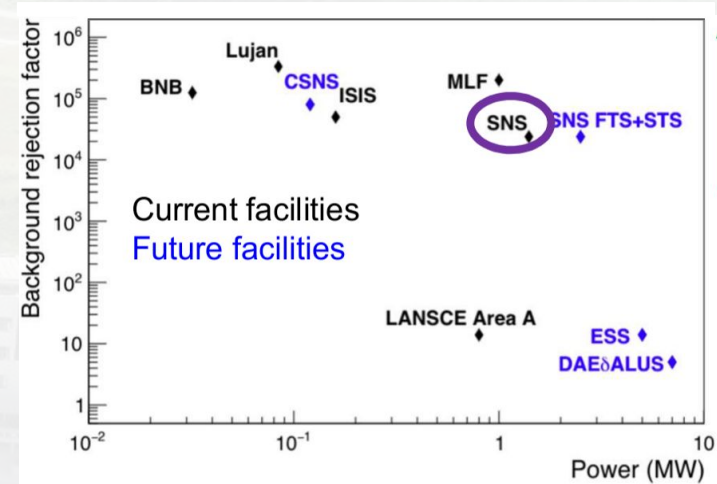 Background rejection factor
10⁶
10⁵
10⁴
10³
10²
10
1
Lujan
BNB
CSNS
ISIS
MLF
SNS
SNS FTS+STS
Current facilities
Future facilities
LANSCE Area A
ESS
DAEδALUS
10⁻²
10⁻¹
1
10
Power (MW)